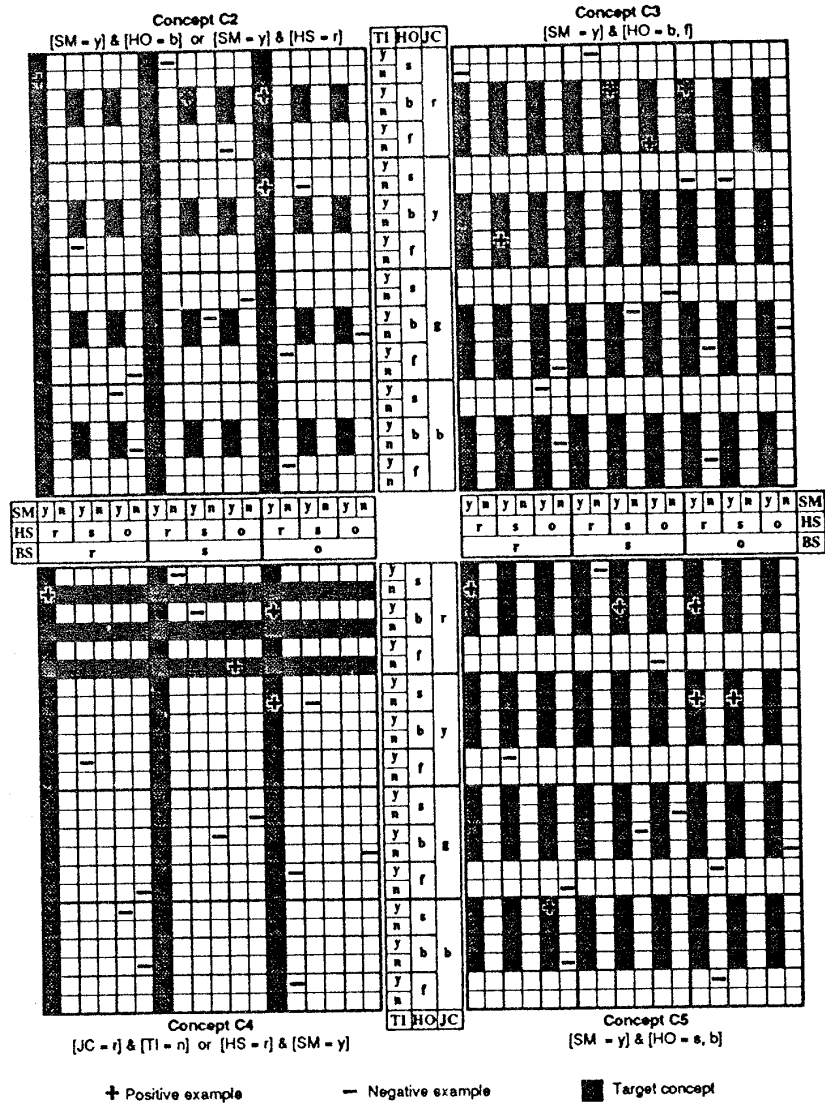 Concept C2
[SM = y] & [HO = b] or [SM = y] & [HS = r]
Concept C3
[SM = y] & [HO = b, f]
TI HO JC
y
n
s
y
n
b
r
y
n
f
y
n
s
y
n
b
y
y
n
f
y
n
s
y
n
b
g
y
n
f
y
n
s
y
n
b
b
y
n
f
SM y n y n y n y n y n y n y n y n y n
HS r s o r s o r s o
BS r s o
y n y n y n y n y n y n y n y n y n SM
r s o r s o r s o HS
r s o BS
y
n
s
y
n
b
r
y
n
f
y
n
s
y
n
b
y
y
n
f
y
n
s
y
n
b
g
y
n
f
y
n
s
y
n
b
b
y
n
f
TI HO JC
Concept C4
[JC = r] & [TI = n] or [HS = r] & [SM = y]
Concept C5
[SM = y] & [HO = s, b]
Positive example
Negative example
Target concept